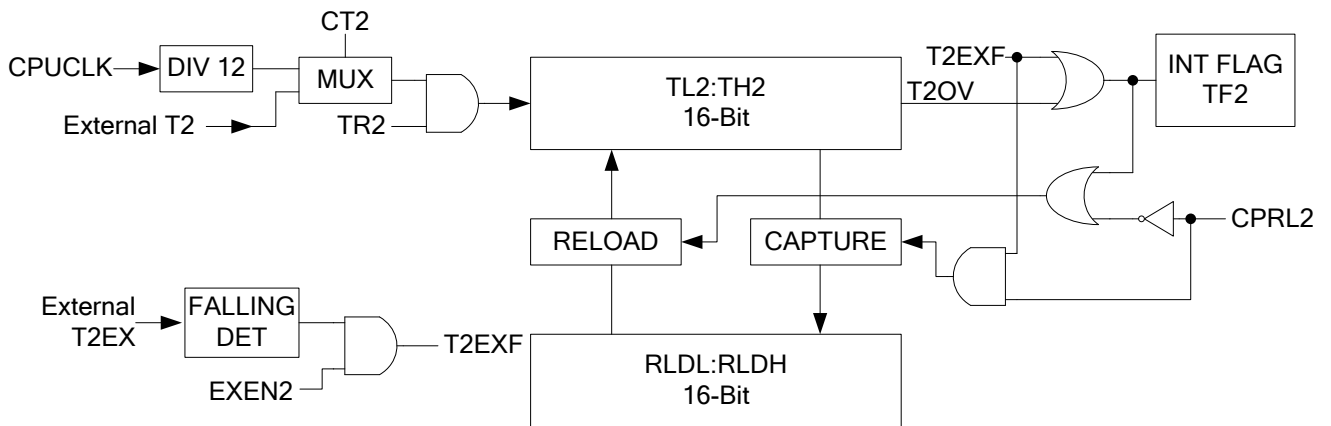 CT2
CPUCLK
DIV 12
MUX
External T2
TR2
TL2:TH2
16-Bit
T2EXF
T2OV
INT FLAG
TF2
RELOAD
CAPTURE
CPRL2
External
T2EX
FALLING
DET
EXEN2
T2EXF
RLDL:RLDH
16-Bit